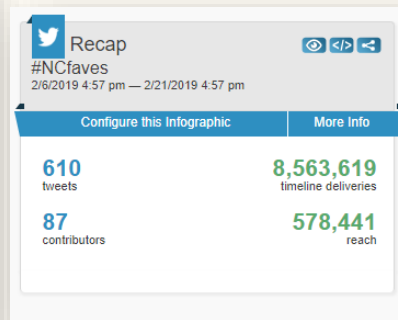 Recap
#NCfaves
2/6/2019 4:57 pm — 2/21/2019 4:57 pm
Configure this Infographic More Info
610 8,563,619
tweets timeline deliveries
87 578,441
contributors reach